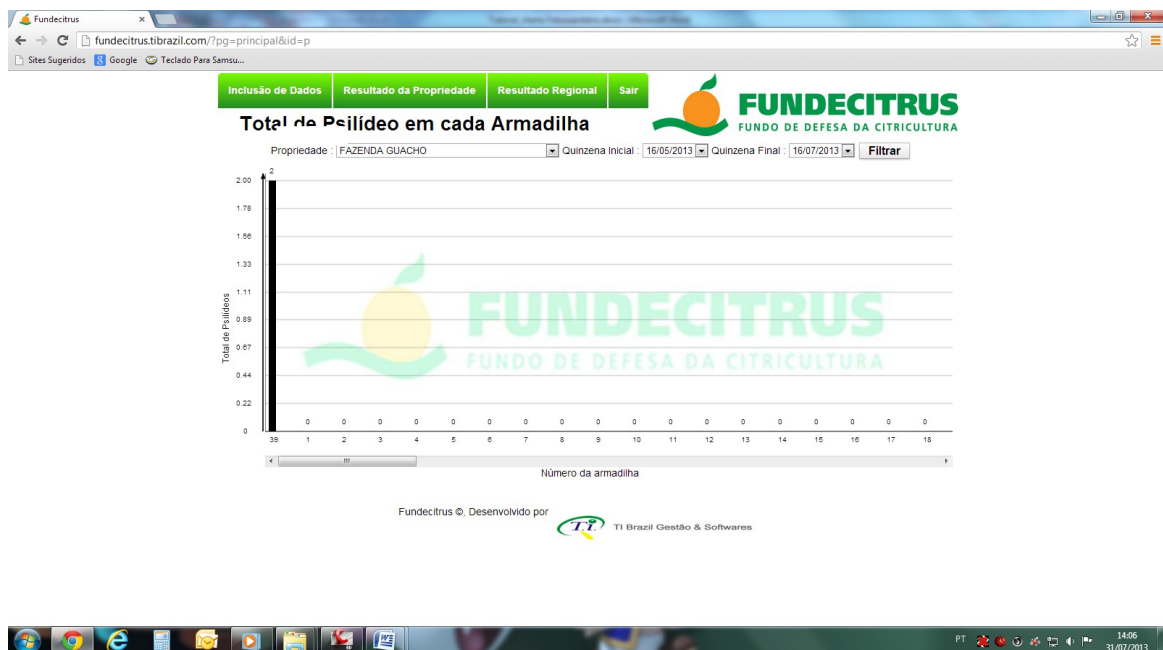 Fundecitrus
fundecitrus.tibrazil.com/?pg=principal&id=p
Sites Sugeridos Google Teclado Para Samsu...
Inclusão de Dados Resultado da Propriedade Resultado Regional Sair
FUNDECITRUS
FUNDO DE DEFESA DA CITRICULTURA
Total de Psilídeo em cada Armadilha
Propriedade : FAZENDA GUACHO Quinzena Inicial : 16/05/2013 Quinzena Final : 16/07/2013 Filtrar
2
2.00
1.78
1.56
1.33
1.11
0.89
0.67
0.44
0.22
0
Total de Psilídeos
FUNDECITRUS
FUNDO DE DEFESA DA CITRICULTURA
0 0 0 0 0 0 0 0 0 0 0 0 0 0 0 0 0 0
39 1 2 3 4 5 6 7 8 9 10 11 12 13 14 15 16 17 18
Número da armadilha
Fundecitrus ©, Desenvolvido por
T.I. TI Brazil Gestão & Softwares
PT 14:06
31/07/2013